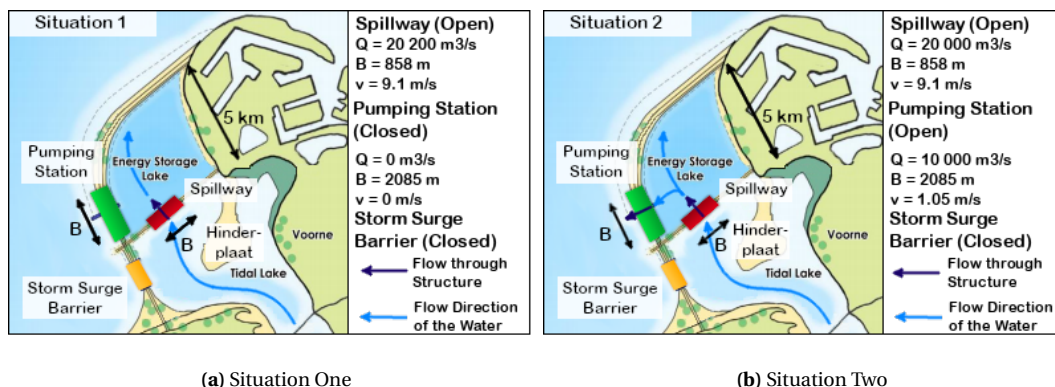 Situation 1
5 km
Pumping
Station
Energy Storage
Lake
Spillway
B
B
Hinder-
plaat
Voorne
Tidal Lake
Storm Surge
Barrier
Spillway (Open)
Q = 20 200 m3/s
B = 858 m
v = 9.1 m/s
Pumping Station
(Closed)
Q = 0 m3/s
B = 2085 m
v = 0 m/s
Storm Surge
Barrier (Closed)
Flow through
Structure
Flow Direction
of the Water
(a) Situation One
Situation 2
5 km
Pumping
Station
Energy Storage
Lake
Spillway
B
B
Hinder-
plaat
Voorne
Tidal Lake
Storm Surge
Barrier
Spillway (Open)
Q = 20 000 m3/s
B = 858 m
v = 9.1 m/s
Pumping Station
(Open)
Q = 10 000 m3/s
B = 2085 m
v = 1.05 m/s
Storm Surge
Barrier (Closed)
Flow through
Structure
Flow Direction
of the Water
(b) Situation Two